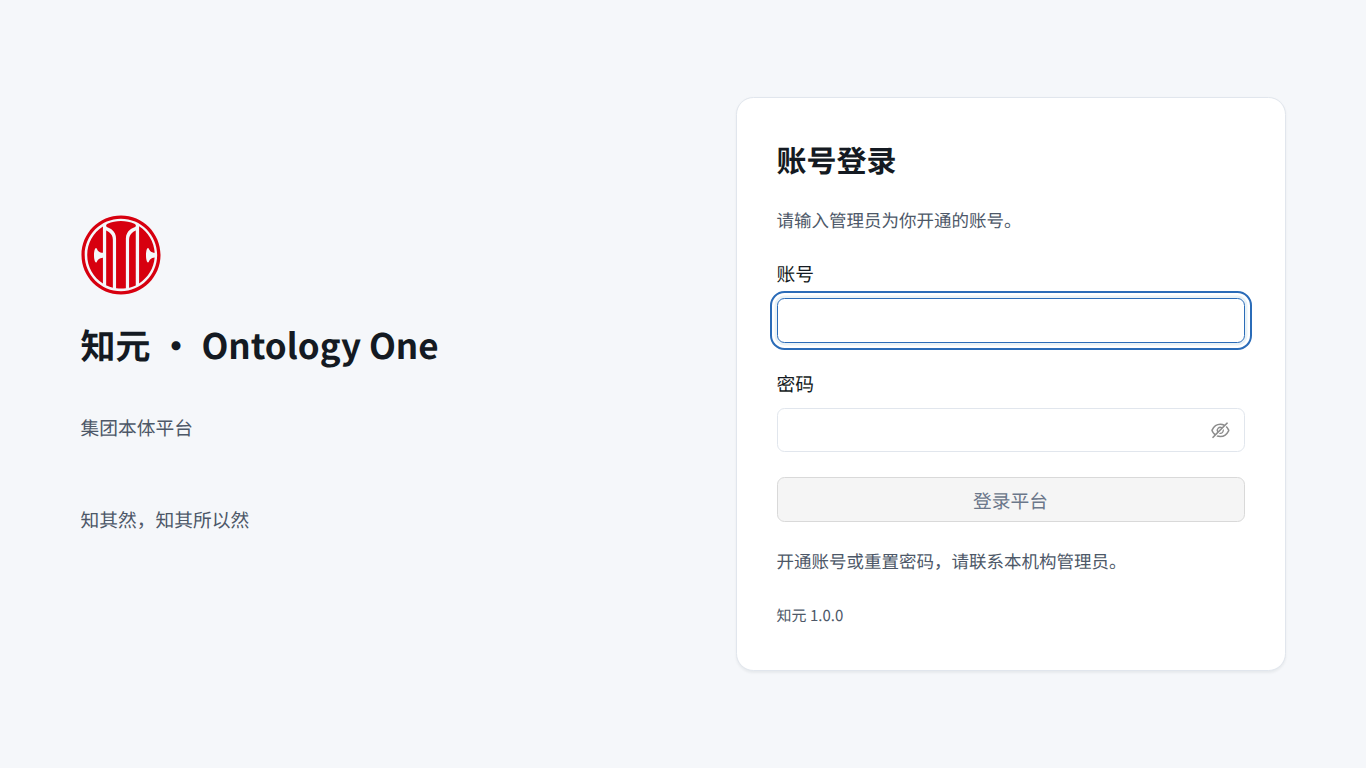 知元 · Ontology One
集团本体平台
知其然，知其所以然
账号登录
请输入管理员为你开通的账号。
账号
密码
登录平台
开通账号或重置密码，请联系本机构管理员。
知元 1.0.0